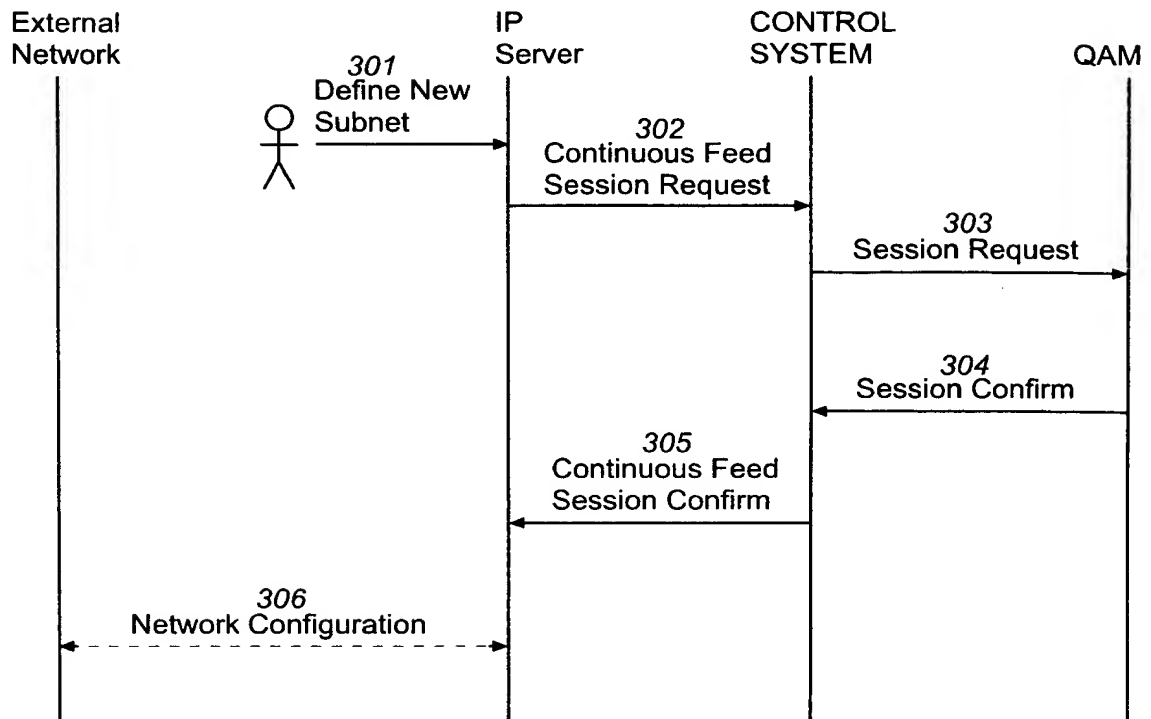 External
Network
IP
Server
CONTROL
SYSTEM
QAM
301
Define New
Subnet
302
Continuous Feed
Session Request
303
Session Request
304
Session Confirm
305
Continuous Feed
Session Confirm
306
Network Configuration